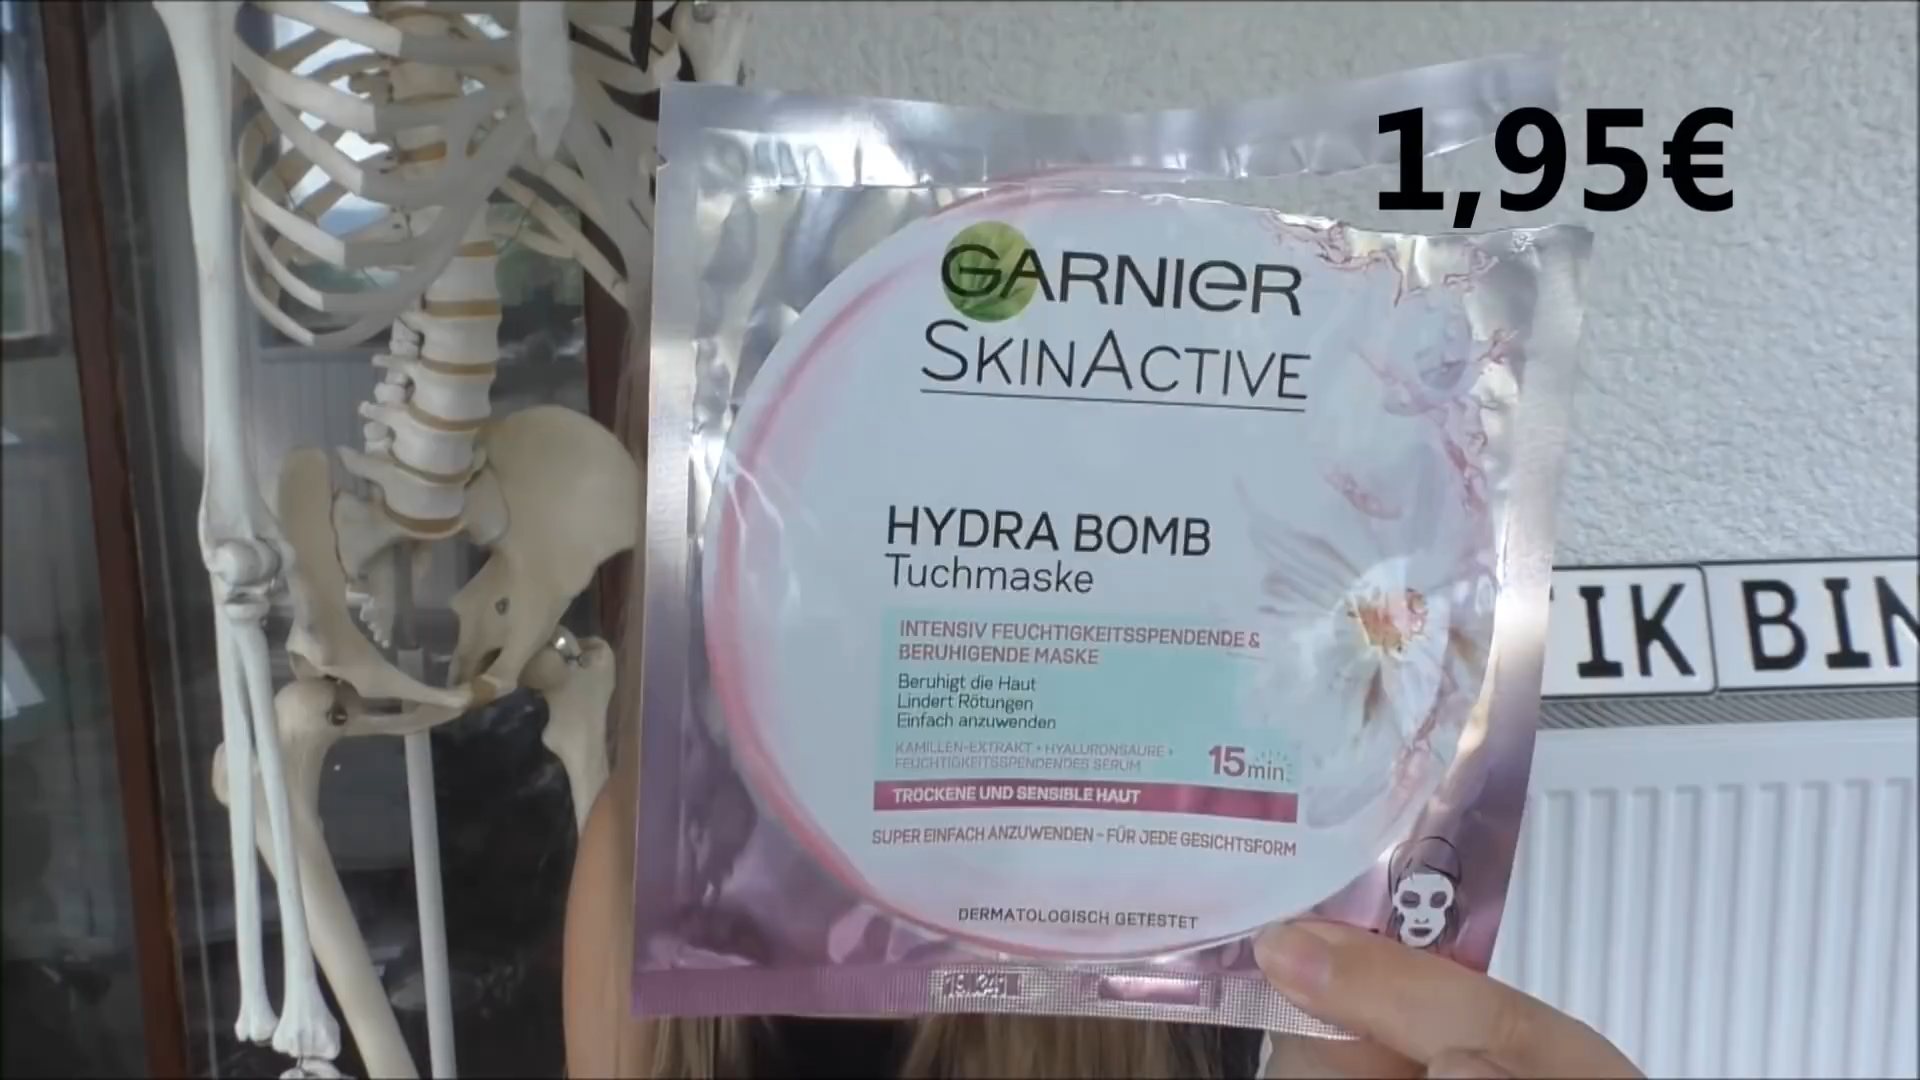 1,95€
GARNIER
SKINACTIVE
HYDRA BOMB
Tuchmaske
INTENSIV FEUCHTIGKEITSSPENDENDE &
BERUHIGENDE MASKE
Beruhigt die Haut
Lindert Rötungen
Einfach anzuwenden
KAMILLEN-EXTRAKT + HYALURONSÄURE +
FEUCHTIGKEITSSPENDENDES SERUM
15min
TROCKENE UND SENSIBLE HAUT
SUPER EINFACH ANZUWENDEN - FÜR JEDE GESICHTSFORM
DERMATOLOGISCH GETESTET
IK BIN